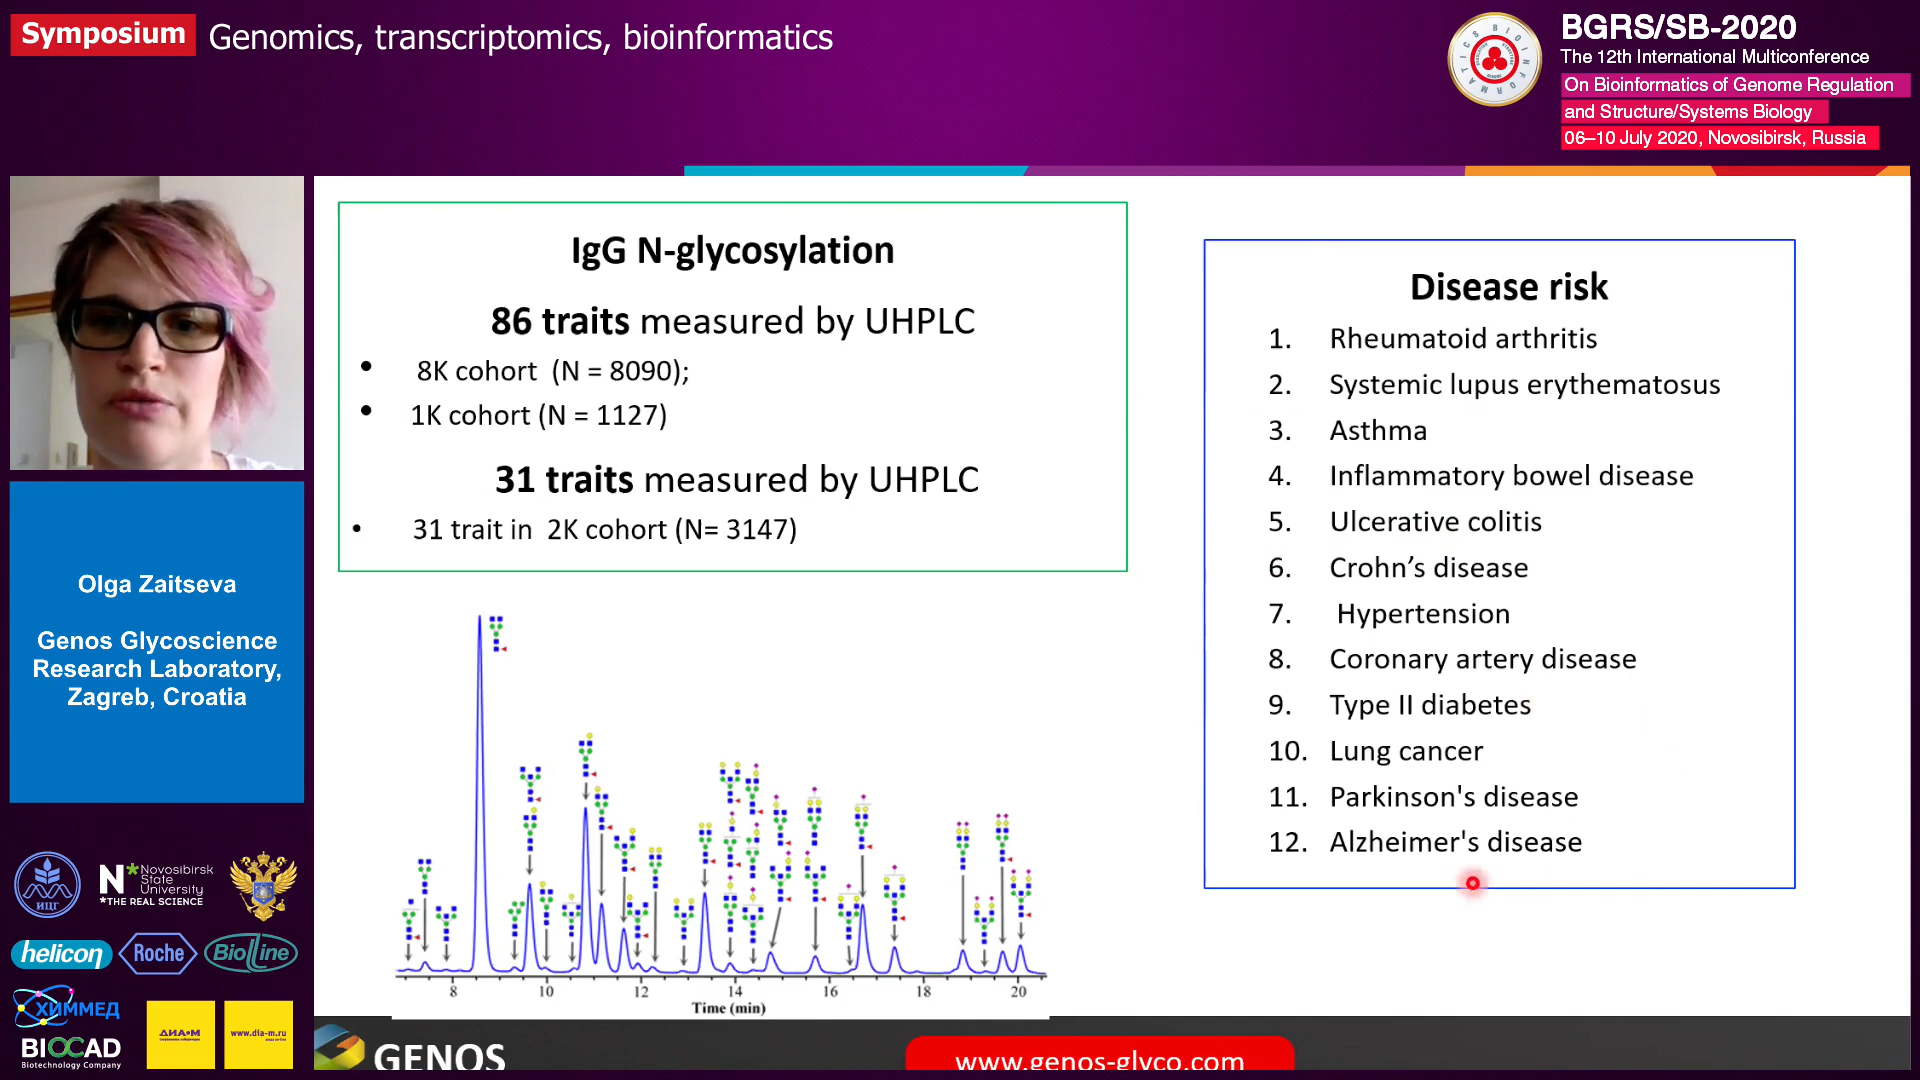 Symposium
Genomics, transcriptomics, bioinformatics
BGRS/SB-2020
The 12th International Multiconference
On Bioinformatics of Genome Regulation
and Structure/Systems Biology
06–10 July 2020, Novosibirsk, Russia
BIOINFORMATICS
IgG N-glycosylation
86 traits measured by UHPLC
• 8K cohort (N = 8090);
• 1K cohort (N = 1127)
31 traits measured by UHPLC
• 31 trait in 2K cohort (N= 3147)
Disease risk
1. Rheumatoid arthritis
2. Systemic lupus erythematosus
3. Asthma
4. Inflammatory bowel disease
5. Ulcerative colitis
6. Crohn’s disease
7. Hypertension
8. Coronary artery disease
9. Type II diabetes
10. Lung cancer
11. Parkinson's disease
12. Alzheimer's disease
8 10 12 14 16 18 20
Time (min)
Olga Zaitseva
Genos Glycoscience
Research Laboratory,
Zagreb, Croatia
ИЦГ
N*
Novosibirsk
State
University
*THE REAL SCIENCE
helicon
Roche
BioLine
ХИММЕД
BIOCAD
Biotechnology Company
ДИА•М
www.dia-m.ru
GENOS
www.genos-glyco.com